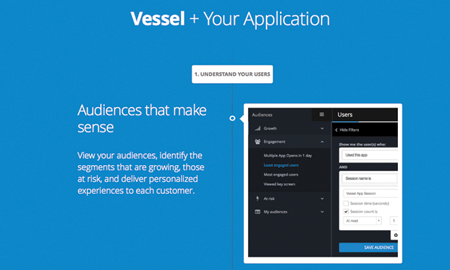 Vessel + Your Application
1. UNDERSTAND YOUR USERS
Audiences that make
sense
View your audiences, identify the
segments that are growing, those
at risk, and deliver personalized
experiences to each customer.
Audiences
Growth
Engagement
Multiple App Opens in 1 day
Least engaged users
Most engaged users
Viewed key screen
At risk
My audiences
Users
Hide Filters
Show me the user(s) who:
Used the app
AND
Session name is
Vessel App Session
Session time (seconds)
Session count is
SAVE AUDIENCE